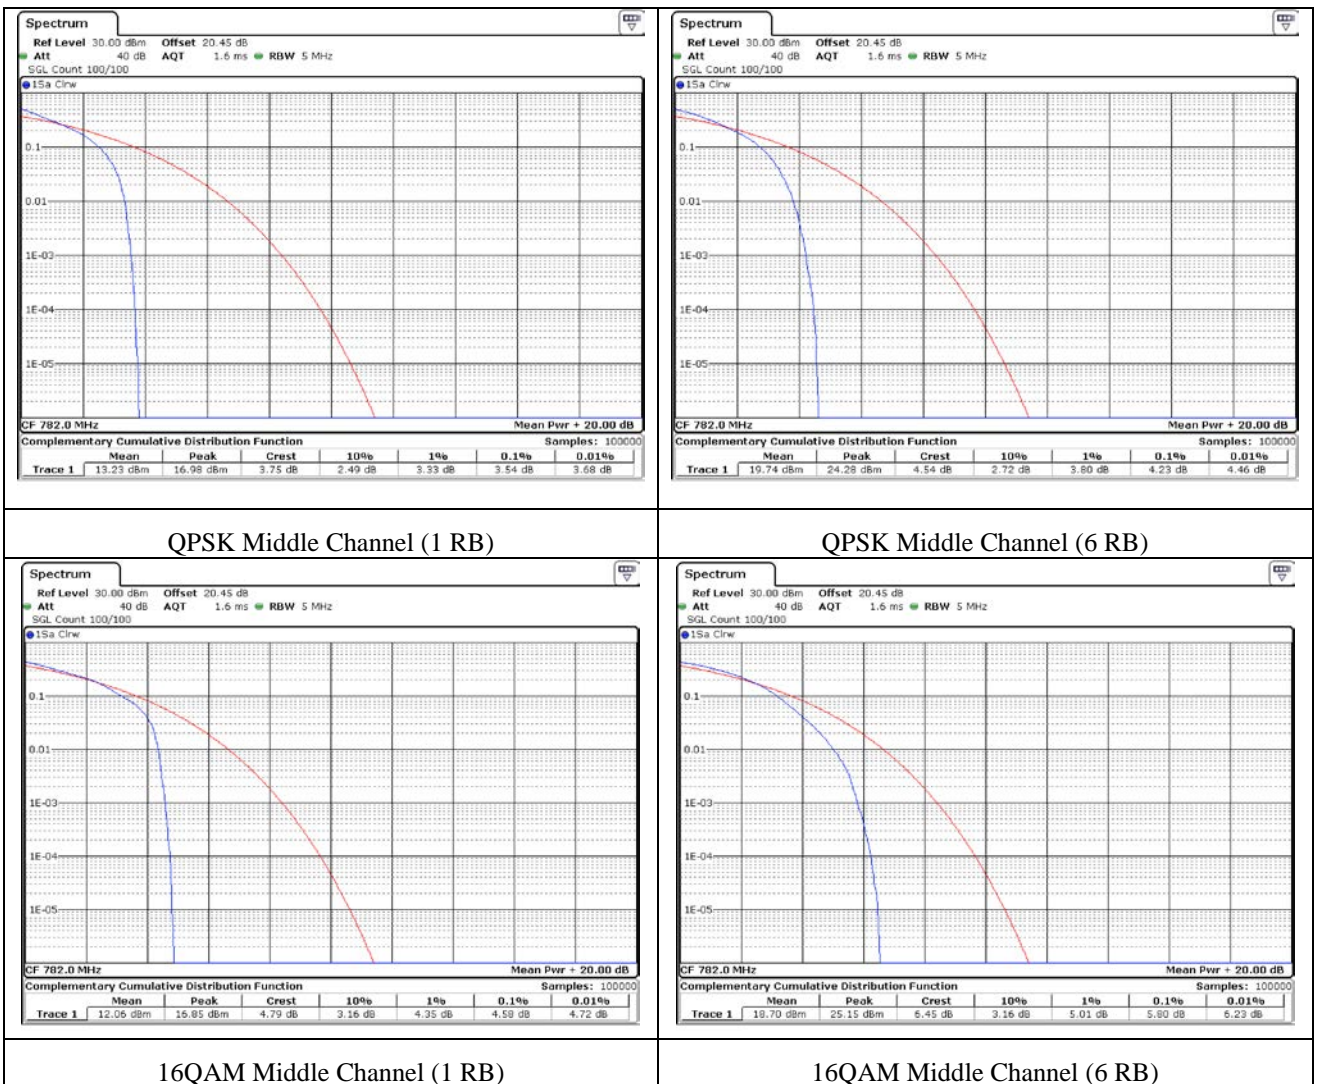 Spectrum
Ref Level 30.00 dBm Offset 20.45 dB
Att 40 dB AQT 1.6 ms RBW 5 MHz
SGL Count 100/100
1Sa Clrw
0.1
0.01
1E-03
1E-04
1E-05
CF 782.0 MHz Mean Pwr + 20.00 dB
Complementary Cumulative Distribution Function Samples: 100000
Mean Peak Crest 10% 1% 0.1% 0.01%
Trace 1 13.23 dBm 16.98 dBm 3.75 dB 2.49 dB 3.33 dB 3.54 dB 3.68 dB
QPSK Middle Channel (1 RB)
Spectrum
Ref Level 30.00 dBm Offset 20.45 dB
Att 40 dB AQT 1.6 ms RBW 5 MHz
SGL Count 100/100
1Sa Clrw
0.1
0.01
1E-03
1E-04
1E-05
CF 782.0 MHz Mean Pwr + 20.00 dB
Complementary Cumulative Distribution Function Samples: 100000
Mean Peak Crest 10% 1% 0.1% 0.01%
Trace 1 19.74 dBm 24.28 dBm 4.54 dB 2.72 dB 3.80 dB 4.23 dB 4.46 dB
QPSK Middle Channel (6 RB)
Spectrum
Ref Level 30.00 dBm Offset 20.45 dB
Att 40 dB AQT 1.6 ms RBW 5 MHz
SGL Count 100/100
1Sa Clrw
0.1
0.01
1E-03
1E-04
1E-05
CF 782.0 MHz Mean Pwr + 20.00 dB
Complementary Cumulative Distribution Function Samples: 100000
Mean Peak Crest 10% 1% 0.1% 0.01%
Trace 1 12.06 dBm 16.85 dBm 4.79 dB 3.16 dB 4.35 dB 4.58 dB 4.72 dB
16QAM Middle Channel (1 RB)
Spectrum
Ref Level 30.00 dBm Offset 20.45 dB
Att 40 dB AQT 1.6 ms RBW 5 MHz
SGL Count 100/100
1Sa Clrw
0.1
0.01
1E-03
1E-04
1E-05
CF 782.0 MHz Mean Pwr + 20.00 dB
Complementary Cumulative Distribution Function Samples: 100000
Mean Peak Crest 10% 1% 0.1% 0.01%
Trace 1 18.70 dBm 25.15 dBm 6.45 dB 3.16 dB 5.01 dB 5.80 dB 6.23 dB
16QAM Middle Channel (6 RB)